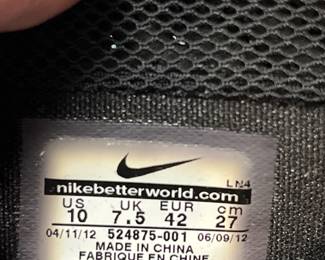 LN4
nikebetterworld.com
US UK EUR cm
10 7.5 42 27
04/11/12 524875-001 06/09/12
MADE IN CHINA
FABRIQUE EN CHINE